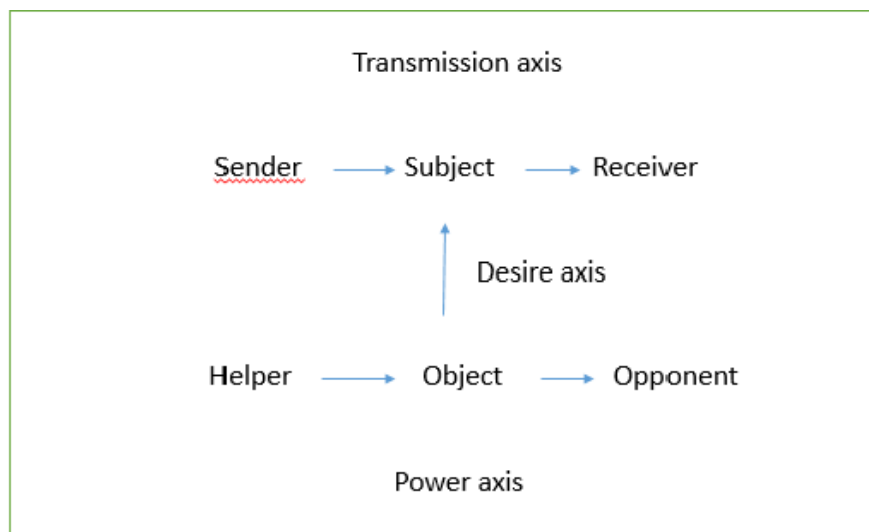 Transmission axis
Sender Subject Receiver
Desire axis
Helper Object Opponent
Power axis